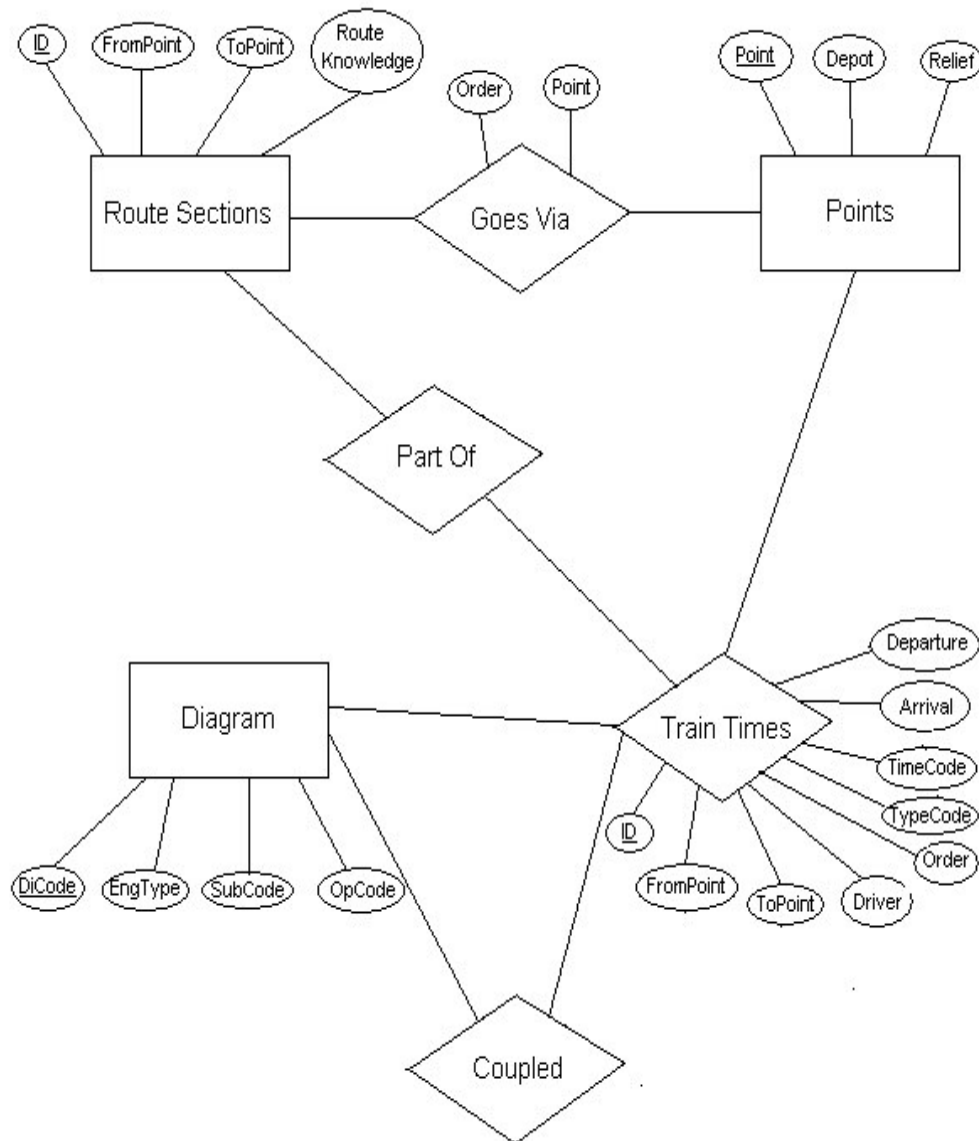 ID
FromPoint
ToPoint
Route
Knowledge
Order
Point
Point
Depot
Relief
Route Sections
Goes Via
Points
Part Of
Departure
Diagram
Train Times
Arrival
TimeCode
TypeCode
ID
Order
DiCode
EngType
SubCode
OpCode
FromPoint
ToPoint
Driver
Coupled